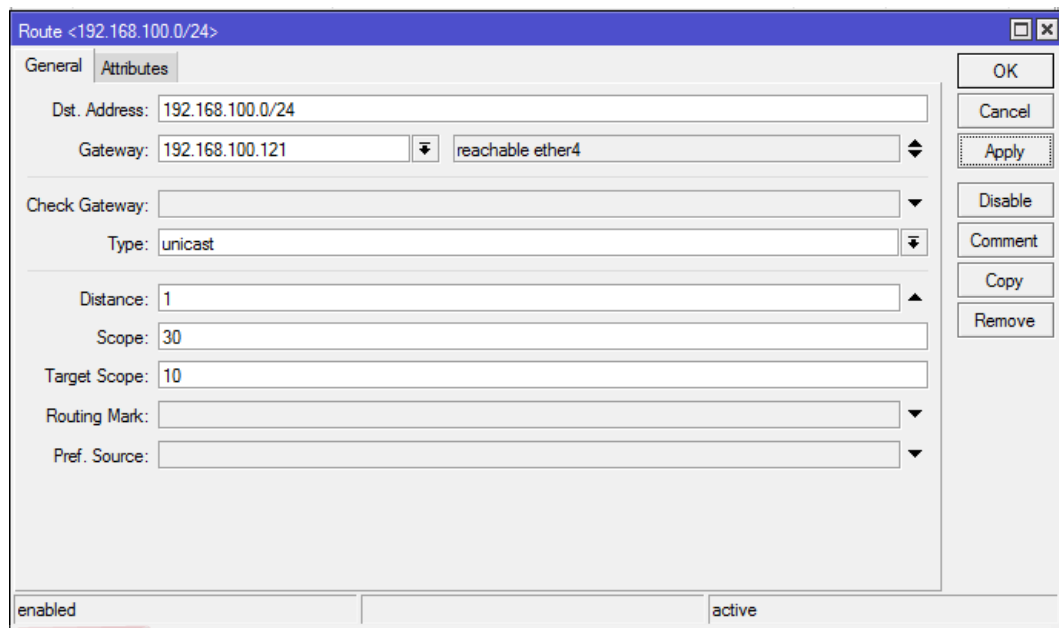 Route <192.168.100.0/24>
General Attributes
Dst. Address: 192.168.100.0/24
Gateway: 192.168.100.121 reachable ether4
Check Gateway:
Type: unicast
Distance: 1
Scope: 30
Target Scope: 10
Routing Mark:
Pref. Source:
OK
Cancel
Apply
Disable
Comment
Copy
Remove
enabled active